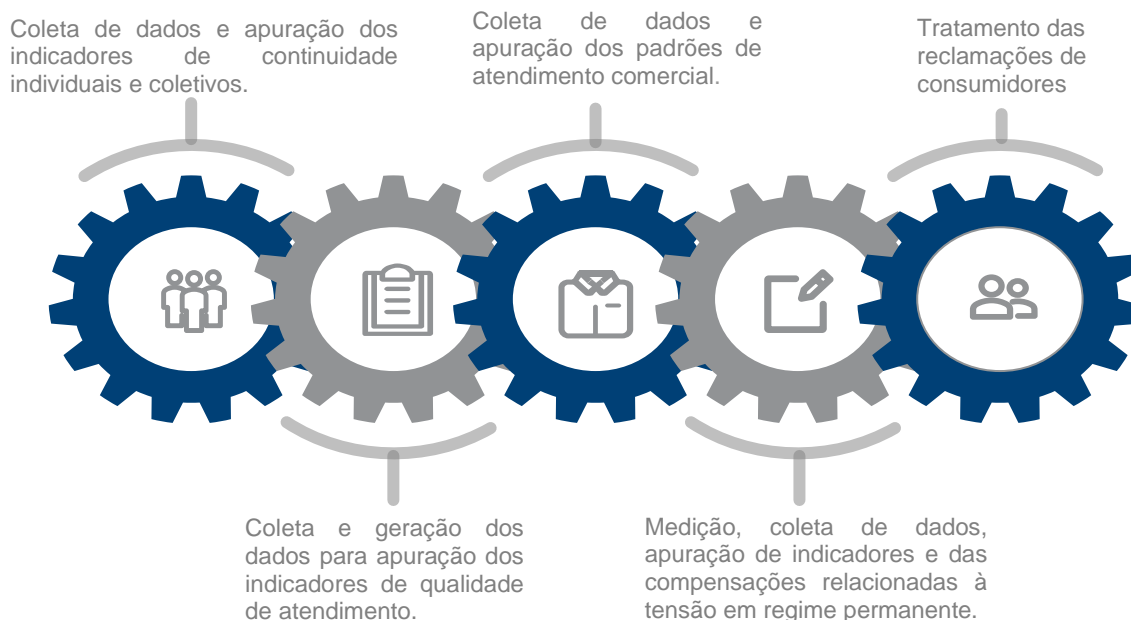 Coleta de dados e apuração dos
indicadores de continuidade
individuais e coletivos.
Coleta de dados e
apuração dos padrões de
atendimento comercial.
Tratamento das
reclamações de
consumidores
Coleta e geração dos
dados para apuração dos
indicadores de qualidade
de atendimento.
Medição, coleta de dados,
apuração de indicadores e das
compensações relacionadas à
tensão em regime permanente.